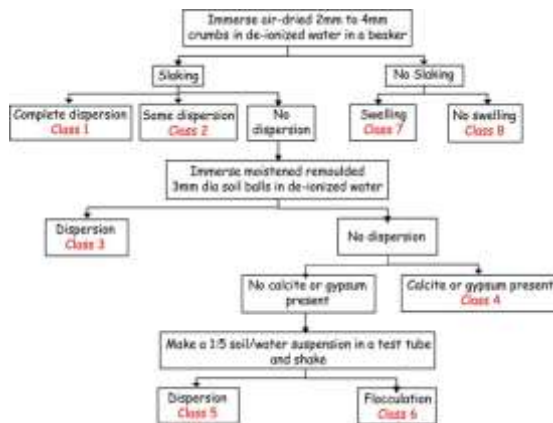 Immerse air-dried 2mm to 4mm
crumbs in de-ionized water in a beaker
Slaking
No Slaking
Complete dispersion
Class 1
Some dispersion
Class 2
No
dispersion
Swelling
Class 7
No swelling
Class 8
Immerse moistened remoulded
3mm dia soil balls in de-ionized water
Dispersion
Class 3
No dispersion
No calcite or gypsum
present
Calcite or gypsum present
Class 4
Make a 1:5 soil/water suspension in a test tube
and shake
Dispersion
Class 5
Flocculation
Class 6